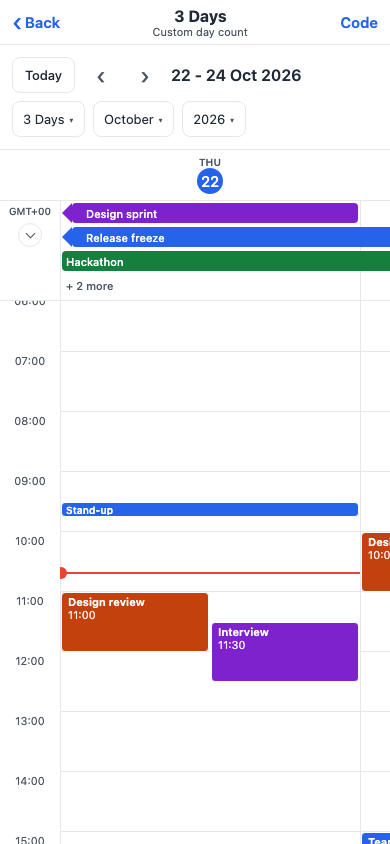 Back
3 Days
Custom day count
Code
Today
22 - 24 Oct 2026
3 Days
October
2026
THU
22
GMT+00
Design sprint
Release freeze
Hackathon
+ 2 more
06:00
07:00
08:00
09:00
Stand-up
10:00
11:00
Design review
11:00
Interview
11:30
12:00
13:00
14:00
15:00